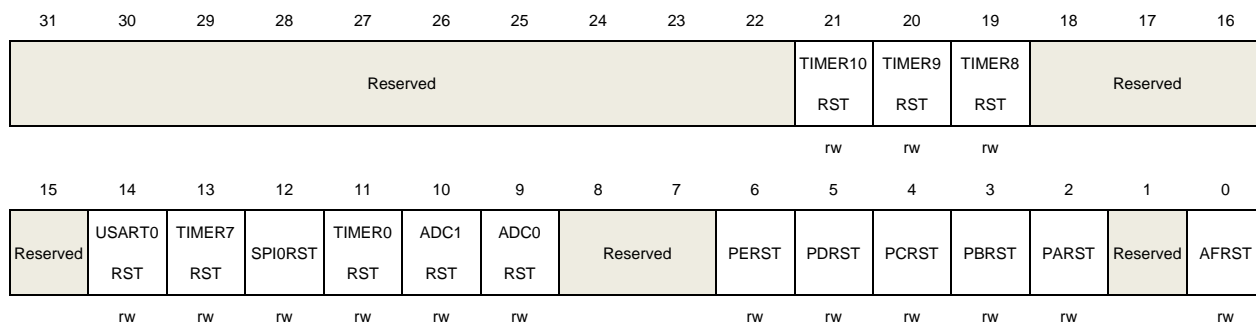 31 30 29 28 27 26 25 24 23 22 21 20 19 18 17 16
Reserved TIMER10 RST TIMER9 RST TIMER8 RST Reserved
rw rw rw
15 14 13 12 11 10 9 8 7 6 5 4 3 2 1 0
Reserved USART0 RST TIMER7 RST SPI0RST TIMER0 RST ADC1 RST ADC0 RST Reserved PERST PDRST PCRST PBRST PARST Reserved AFRST
rw rw rw rw rw rw rw rw rw rw rw rw